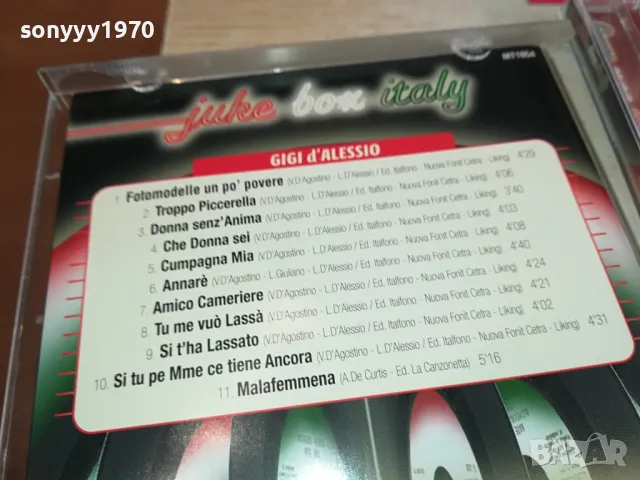 sonyyy1970
MT1054
juke box italy
GIGI d'ALESSIO
1. Fotomodelle un po' povere (V.D'Agostino - L. D'Alessio / Ed. Italfono - Nuova Fonit Cetra - Liking) 4'29
2. Troppo Piccerella (V.D'Agostino - L.D'Alessio / Ed. Italfono - Nuova Fonit Cetra - Liking) 4'06
3. Donna senz'Anima (V.D'Agostino - L.D'Alessio / Ed. Italfono - Nuova Fonit Cetra - Liking) 3'40
4. Che Donna sei (V.D'Agostino - L.D'Alessio / Ed. Italfono - Nuova Fonit Cetra - Liking) 4'03
5. Cumpagna Mia (V.D'Agostino - L.D'Alessio / Ed. Italfono - Nuova Fonit Cetra - Liking) 4'08
6. Annarè (V.D'Agostino - L.Giuliano - L.D'Alessio / Ed. Italfono - Nuova Fonit Cetra - Liking) 4'40
7. Amico Cameriere (V.D'Agostino - L.D'Alessio / Ed. Italfono - Nuova Fonit Cetra - Liking) 4'24
8. Tu me vuò Lassà (V.D'Agostino - L.D'Alessio / Ed. Italfono - Nuova Fonit Cetra - Liking) 4'21
9. Si t'ha Lassato (V.D'Agostino - L.D'Alessio / Ed. Italfono - Nuova Fonit Cetra - Liking) 4'02
10. Si tu pe Mme ce tiene Ancora (V.D'Agostino - L.D'Alessio / Ed. Italfono - Nuova Fonit Cetra - Liking) 4'31
11. Malafemmena (A.De Curtis - Ed. La Canzonetta) 5'16
bazar